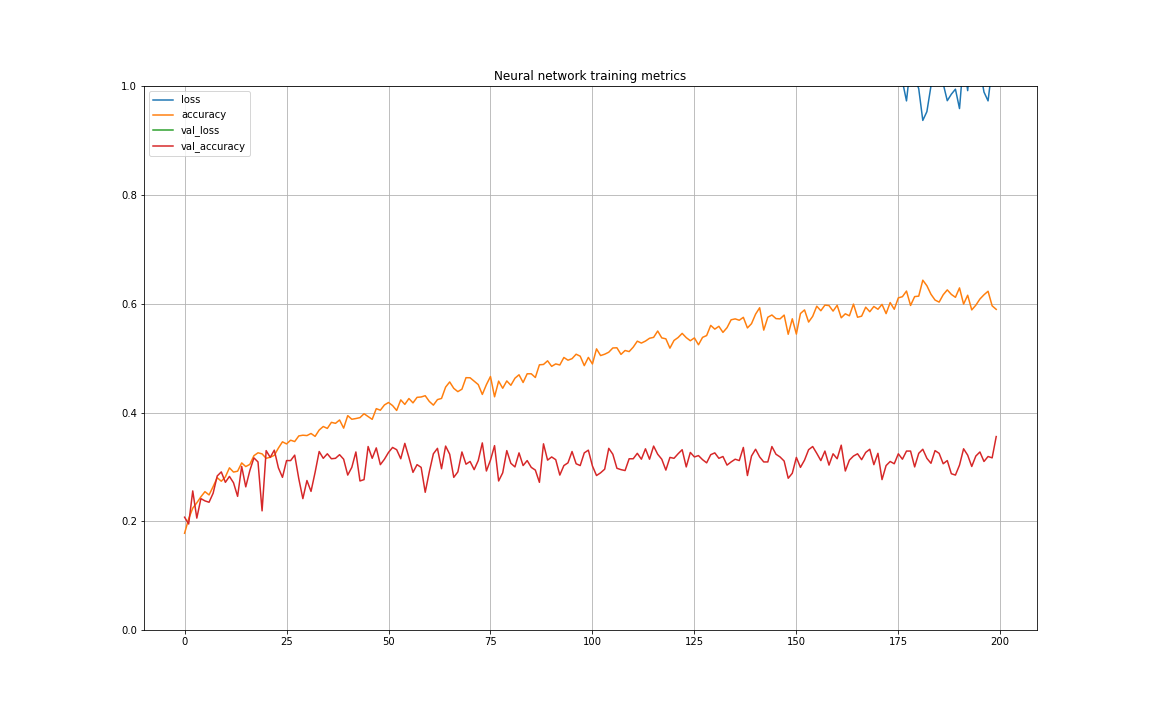 Neural network training metrics
1.0
loss
accuracy
val_loss
val_accuracy
0.8
0.6
0.4
0.2
0.0
0 25 50 75 100 125 150 175 200